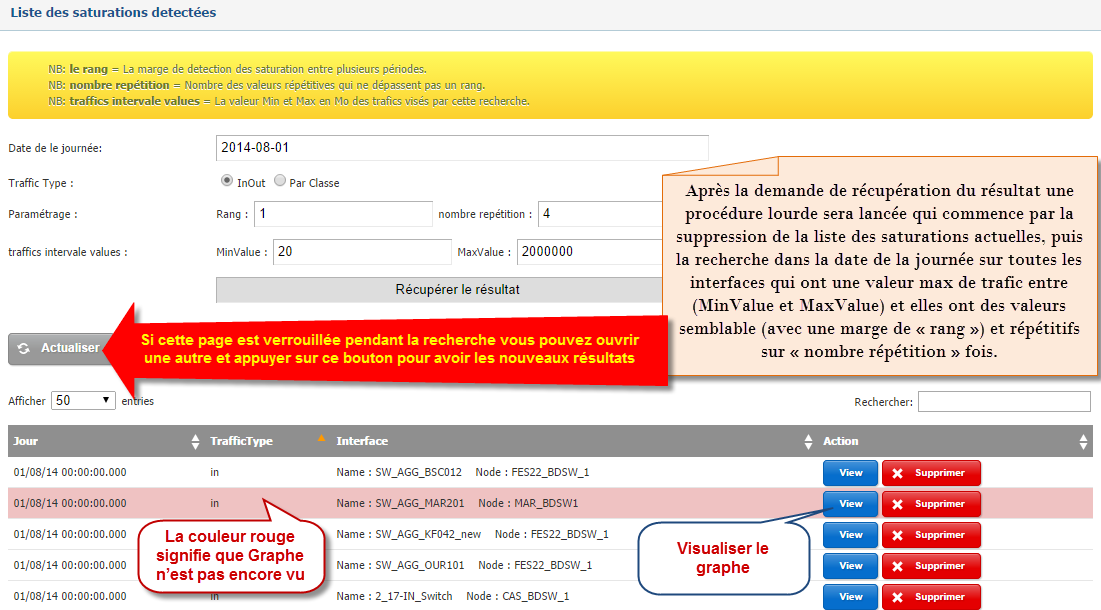 Liste des saturations detectées
NB: le rang = La marge de detection des saturation entre plusieurs périodes.
NB: nombre repétition = Nombre des valeurs répétitives qui ne dépassent pas un rang.
NB: traffics intervale values = La valeur Min et Max en Mo des trafics visés par cette recherche.
Date de le journée: 2014-08-01
Traffic Type : InOut Par Classe
Paramétrage : Rang : 1 nombre repétition : 4
traffics intervale values : MinValue : 20 MaxValue : 2000000
Récupérer le résultat
Après la demande de récupération du résultat une
procédure lourde sera lancée qui commence par la
suppression de la liste des saturations actuelles, puis
la recherche dans la date de la journée sur toutes les
interfaces qui ont une valeur max de trafic entre
(MinValue et MaxValue) et elles ont des valeurs
semblable (avec une marge de « rang ») et répétitifs
sur « nombre répétition » fois.
Actualiser
Si cette page est verrouillée pendant la recherche vous pouvez ouvrir
une autre et appuyer sur ce bouton pour avoir les nouveaux résultats
Afficher 50 entries
Rechercher:
Jour TrafficType Interface Action
01/08/14 00:00:00.000 in Name : SW_AGG_BSC012 Node : FES22_BDSW_1 View Supprimer
01/08/14 00:00:00.000 in Name : SW_AGG_MAR201 Node : MAR_BDSW1 View Supprimer
01/08/14 00:00:00.000 Name : SW_AGG_KF042_new Node : FES22_BDSW_1 View Supprimer
01/08/14 00:00:00.000 Name : SW_AGG_OUR101 Node : FES22_BDSW_1 View Supprimer
01/08/14 00:00:00.000 in Name : 2_17-IN_Switch Node : CAS_BDSW_1 View Supprimer
La couleur rouge
signifie que Graphe
n'est pas encore vu
Visualiser le
graphe